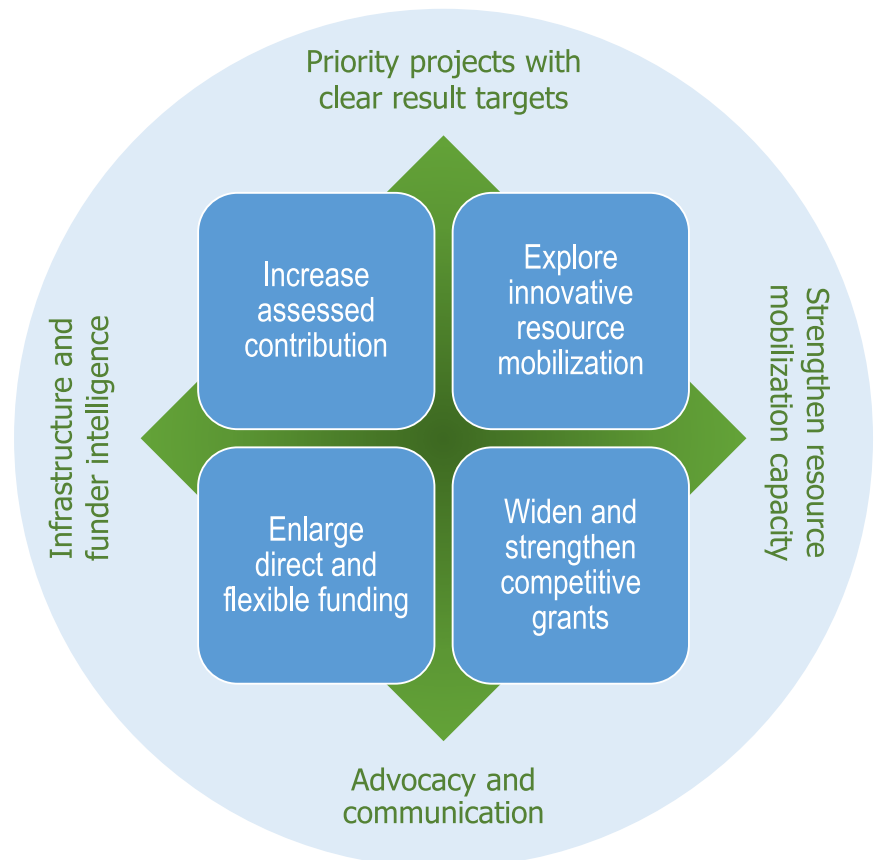 Priority projects with
clear result targets
Increase
assessed
contribution
Explore
innovative
resource
mobilization
Infrastructure and
funder intelligence
Strengthen resource
mobilization capacity
Enlarge
direct and
flexible funding
Widen and
strengthen
competitive
grants
Advocacy and
communication